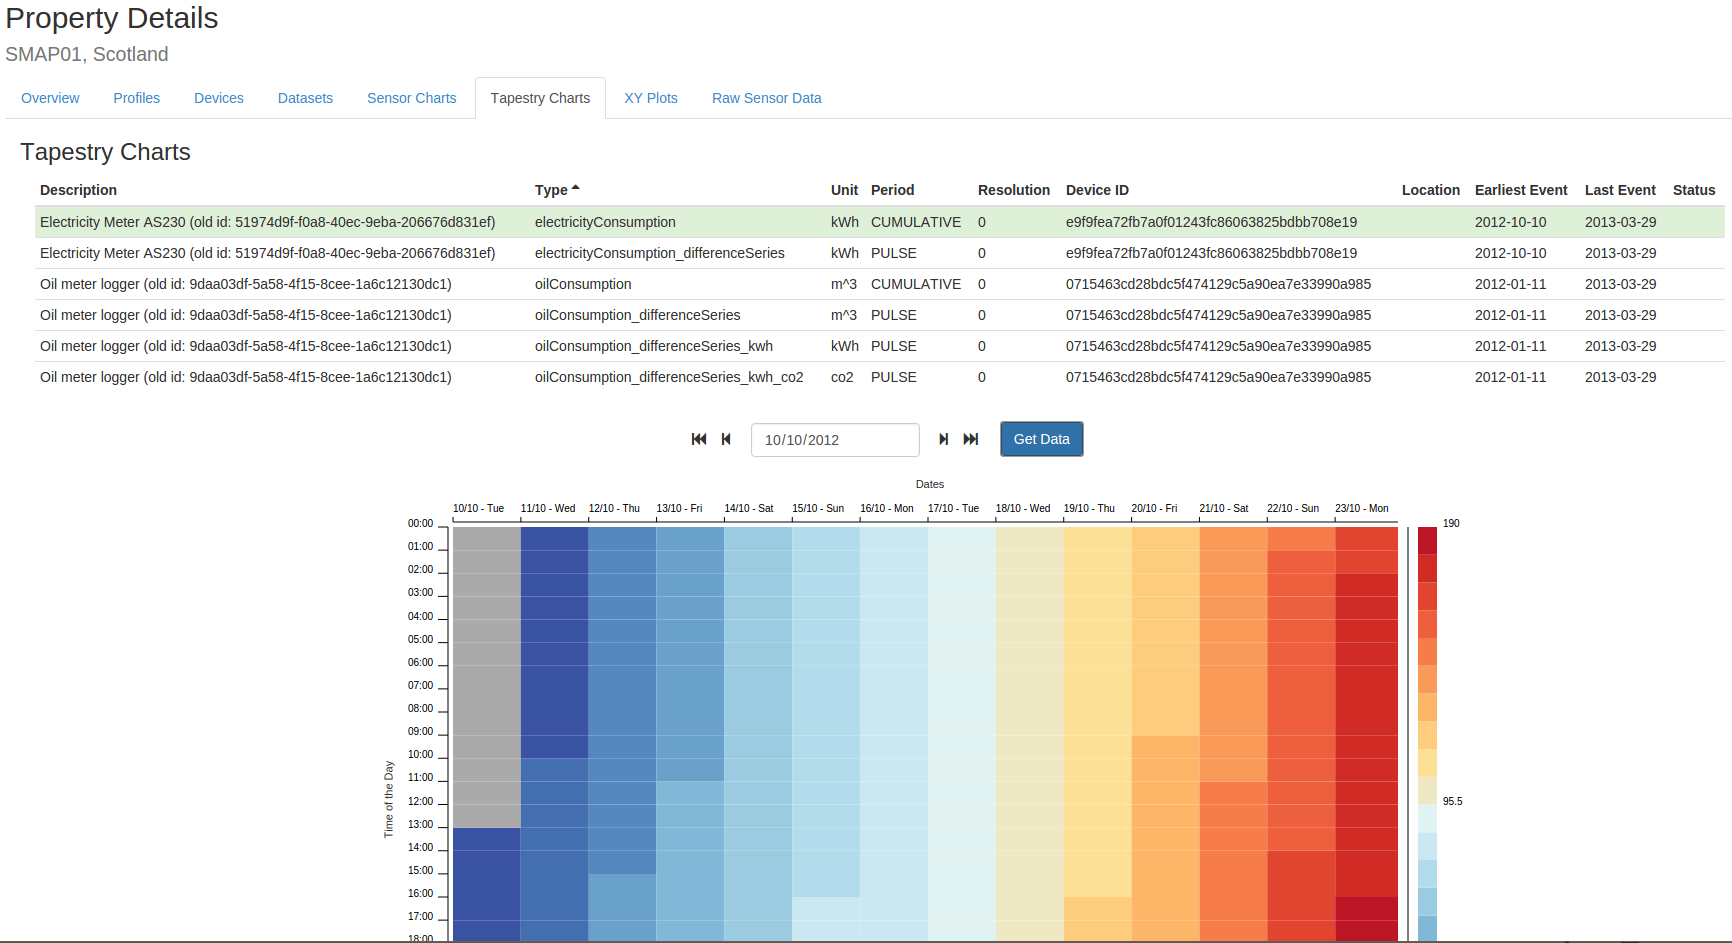 Property Details
SMAP01, Scotland
Overview Profiles Devices Datasets Sensor Charts Tapestry Charts XY Plots Raw Sensor Data
Tapestry Charts
Description Type Unit Period Resolution Device ID Location Earliest Event Last Event Status
Electricity Meter AS230 (old id: 51974d9f-f0a8-40ec-9eba-206676d831ef) electricityConsumption kWh CUMULATIVE 0 e9f9fea72fb7a0f01243fc86063825bdbb708e19 2012-10-10 2013-03-29
Electricity Meter AS230 (old id: 51974d9f-f0a8-40ec-9eba-206676d831ef) electricityConsumption_differenceSeries kWh PULSE 0 e9f9fea72fb7a0f01243fc86063825bdbb708e19 2012-10-10 2013-03-29
Oil meter logger (old id: 9daa03df-5a58-4f15-8cee-1a6c12130dc1) oilConsumption m^3 CUMULATIVE 0 0715463cd28bdc5f474129c5a90ea7e33990a985 2012-01-11 2013-03-29
Oil meter logger (old id: 9daa03df-5a58-4f15-8cee-1a6c12130dc1) oilConsumption_differenceSeries m^3 PULSE 0 0715463cd28bdc5f474129c5a90ea7e33990a985 2012-01-11 2013-03-29
Oil meter logger (old id: 9daa03df-5a58-4f15-8cee-1a6c12130dc1) oilConsumption_differenceSeries_kwh kWh PULSE 0 0715463cd28bdc5f474129c5a90ea7e33990a985 2012-01-11 2013-03-29
Oil meter logger (old id: 9daa03df-5a58-4f15-8cee-1a6c12130dc1) oilConsumption_differenceSeries_kwh_co2 co2 PULSE 0 0715463cd28bdc5f474129c5a90ea7e33990a985 2012-01-11 2013-03-29
10/10/2012 Get Data
Dates
10/10 - Tue 11/10 - Wed 12/10 - Thu 13/10 - Fri 14/10 - Sat 15/10 - Sun 16/10 - Mon 17/10 - Tue 18/10 - Wed 19/10 - Thu 20/10 - Fri 21/10 - Sat 22/10 - Sun 23/10 - Mon
00:00 190
01:00
02:00
03:00
04:00
05:00
06:00
07:00
08:00
09:00
10:00
11:00
12:00 95.5
13:00
14:00
15:00
16:00
17:00
18:00
Time of the Day